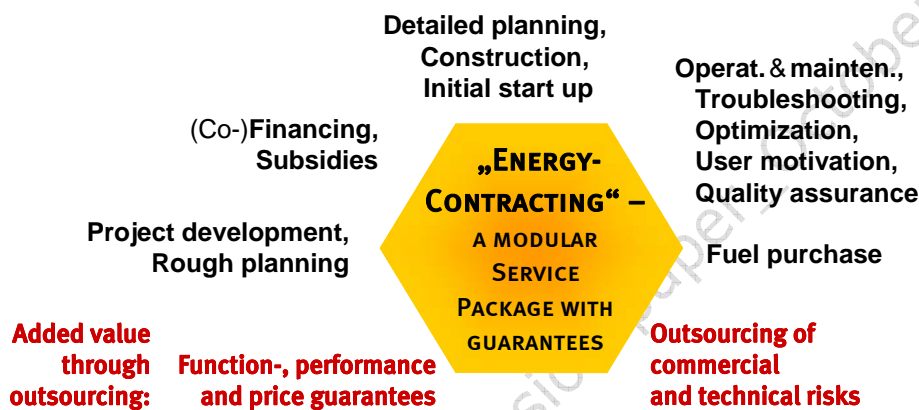 Detailed planning,
Construction,
Initial start up
Operat. & mainten.,
Troubleshooting,
Optimization,
User motivation,
Quality assurance
(Co-)Financing,
Subsidies
„ENERGY-
CONTRACTING“ –
A MODULAR
SERVICE
PACKAGE WITH
GUARANTEES
Project development,
Rough planning
Fuel purchase
Added value
through
outsourcing:
Function-, performance
and price guarantees
Outsourcing of
commercial
and technical risks
paper_October